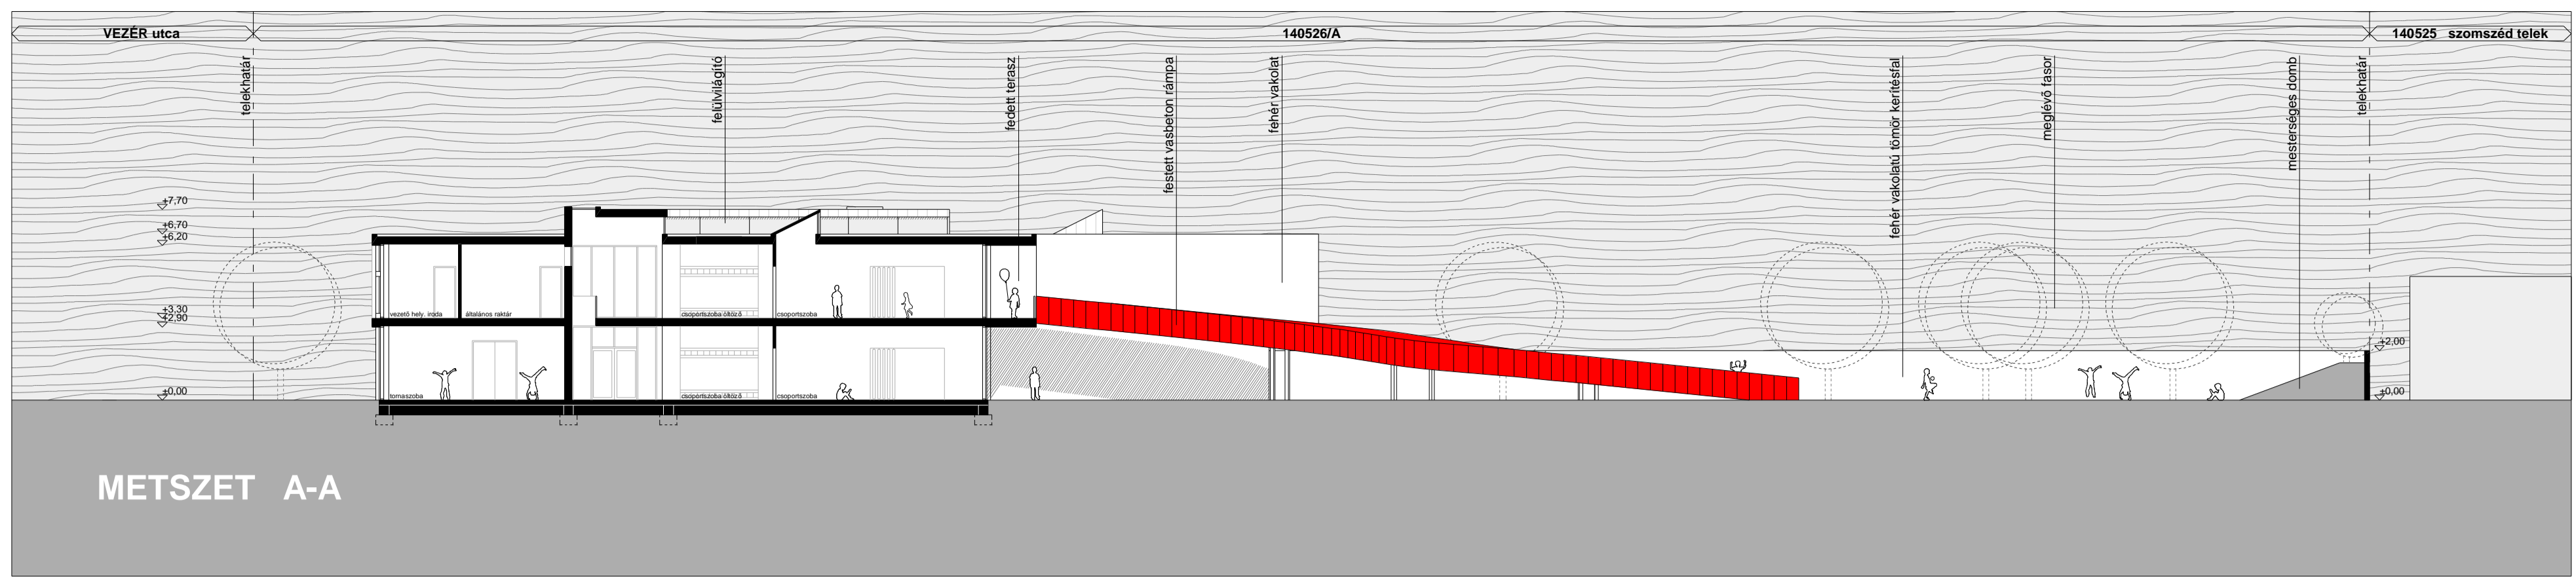 VEZÉR utca
140526/A
140525 szomszéd telek
telekhatár
felülvilágító
fedett terasz
festett vasbeton rámpa
fehér vakolat
fehér vakolatú tömör kerítésfal
meglévő fasor
mesterséges domb
telekhatár
+7,70
+6,70
+6,20
+3,30
+2,90
±0,00
vezető hely. iroda
általános raktár
csoportszoba öltöző
csoportszoba
tornaszoba
csoportszoba öltöző
csoportszoba
+2,00
±0,00
METSZET A-A